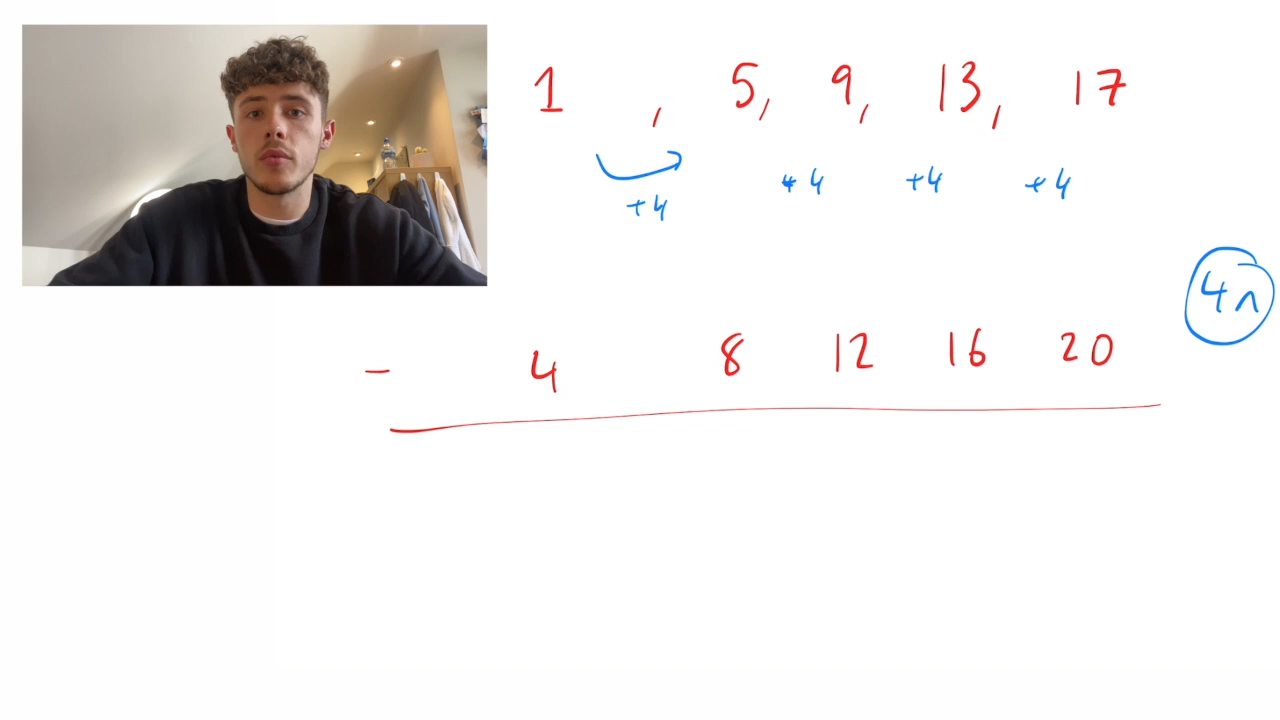 1 , 5, 9, 13, 17
+4 +4 +4 +4
4n
- 4 8 12 16 20